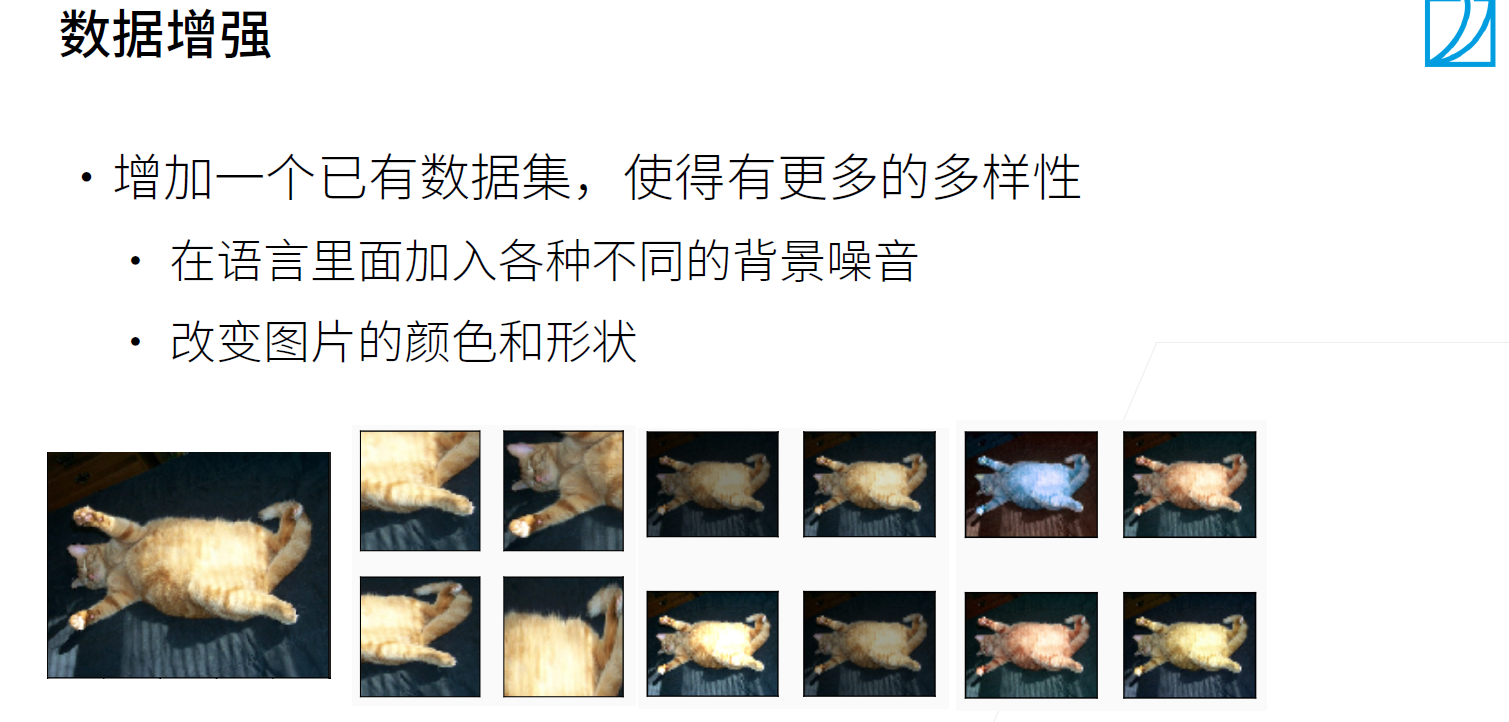 数据增强
• 增加一个已有数据集，使得有更多的多样性
• 在语言里面加入各种不同的背景噪音
• 改变图片的颜色和形状